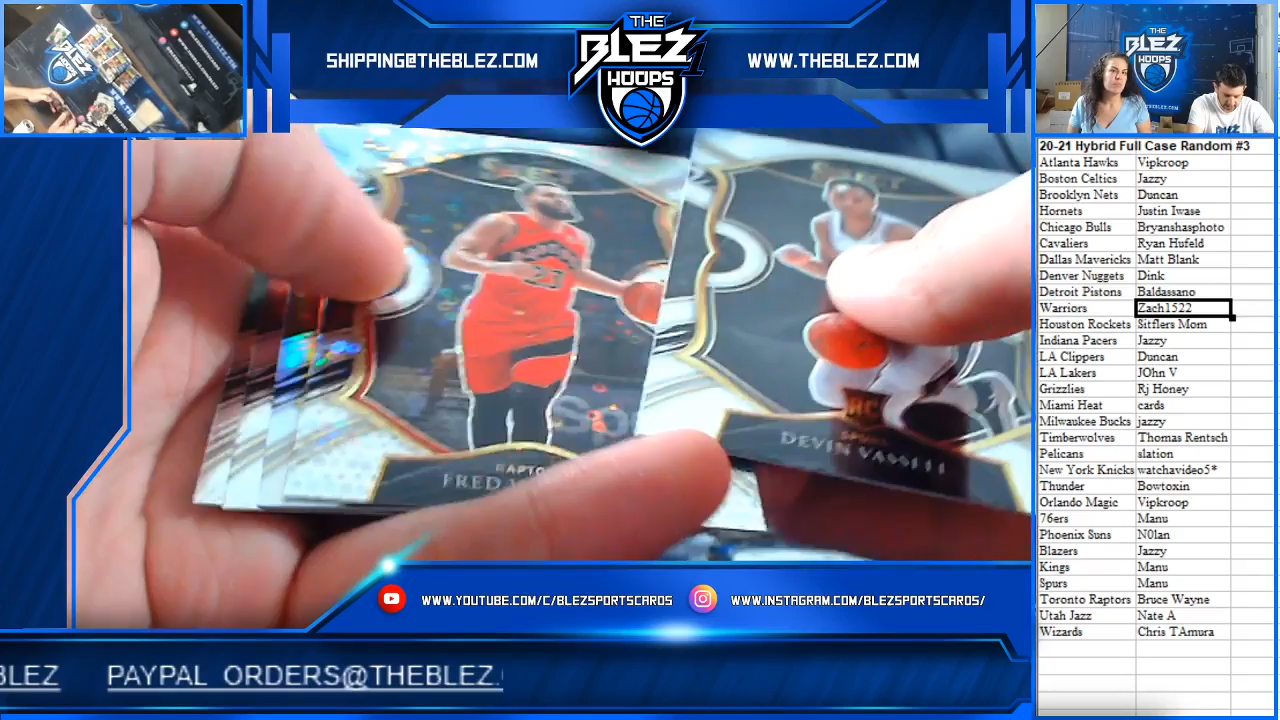 THE
BLEZ
HOOPS
SHIPPING@THEBLEZ.COM
WWW.THEBLEZ.COM
20-21 Hybrid Full Case Random #3
Atlanta Hawks Vipkroop
Boston Celtics Jazzy
Brooklyn Nets Duncan
Hornets Justin Iwase
Chicago Bulls Bryanshasphoto
Cavaliers Ryan Hufeld
Dallas Mavericks Matt Blank
Denver Nuggets Dink
Detroit Pistons Baldassano
Warriors Zach1522
Houston Rockets Sitflers Mom
Indiana Pacers Jazzy
LA Clippers Duncan
LA Lakers JOhn V
Grizzlies Rj Honey
Miami Heat cards
Milwaukee Bucks jazzy
Timberwolves Thomas Rentsch
Pelicans slation
New York Knicks watchavideo5*
Thunder Bowtoxin
Orlando Magic Vipkroop
76ers Manu
Phoenix Suns N0lan
Blazers Jazzy
Kings Manu
Spurs Manu
Toronto Raptors Bruce Wayne
Utah Jazz Nate A
Wizards Chris TAmura
23
FRED
RC
SPURS
DEVIN VASSELL
WWW.YOUTUBE.COM/C/BLEZSPORTSCARDS
WWW.INSTAGRAM.COM/BLEZSPORTSCARDS/
BLEZ PAYPAL ORDERS@THEBLEZ.